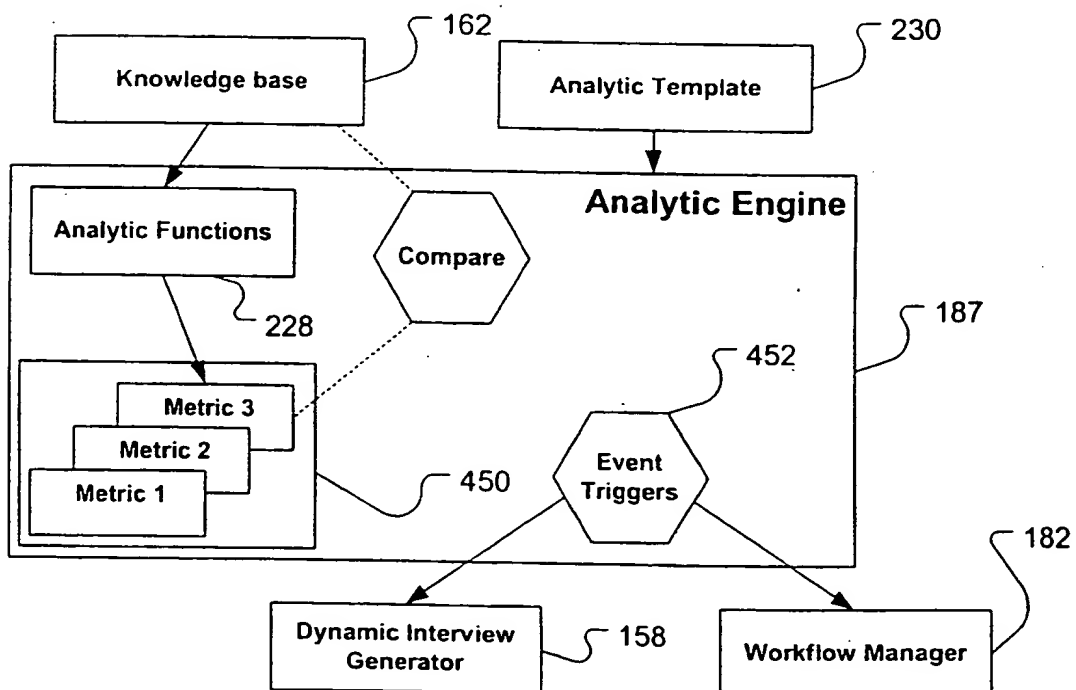 162
230
Knowledge base
Analytic Template
Analytic Engine
Analytic Functions
Compare
228
187
452
Metric 3
Metric 2
Metric 1
450
Event
Triggers
182
Dynamic Interview
Generator
158
Workflow Manager